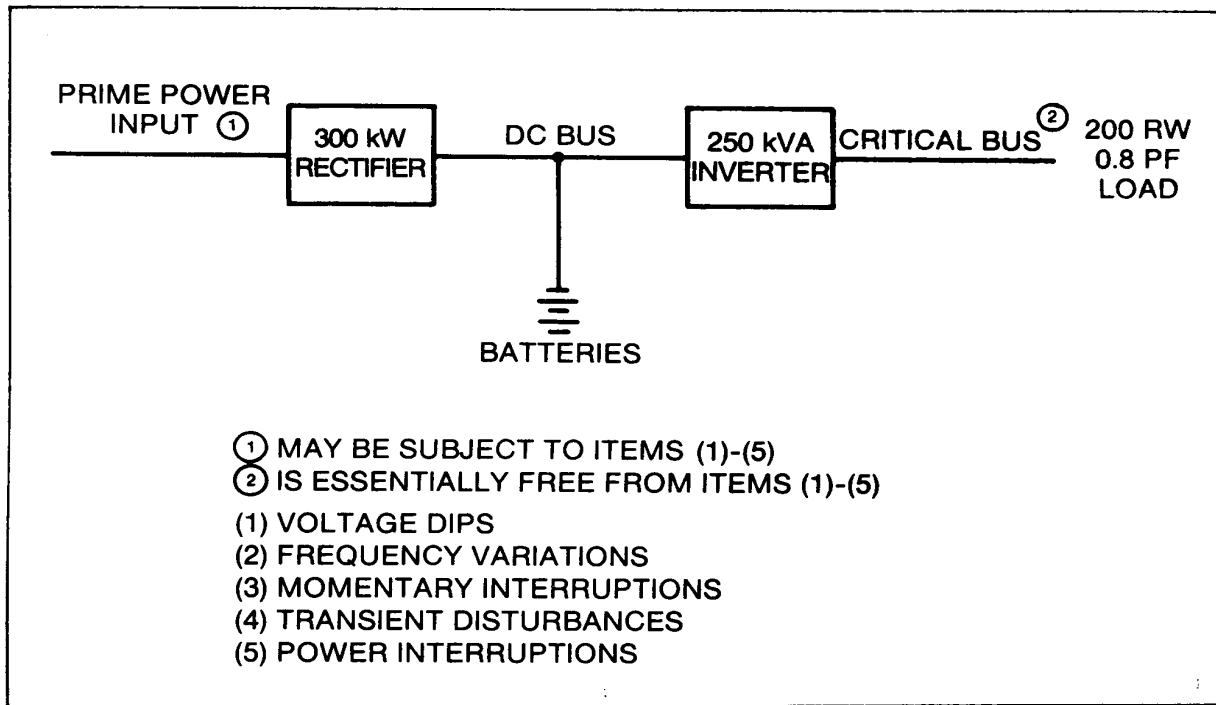 PRIME POWER
INPUT ①
300 kW
RECTIFIER
DC BUS
250 kVA
INVERTER
CRITICAL BUS ②
200 RW
0.8 PF
LOAD
BATTERIES
① MAY BE SUBJECT TO ITEMS (1)-(5)
② IS ESSENTIALLY FREE FROM ITEMS (1)-(5)
(1) VOLTAGE DIPS
(2) FREQUENCY VARIATIONS
(3) MOMENTARY INTERRUPTIONS
(4) TRANSIENT DISTURBANCES
(5) POWER INTERRUPTIONS